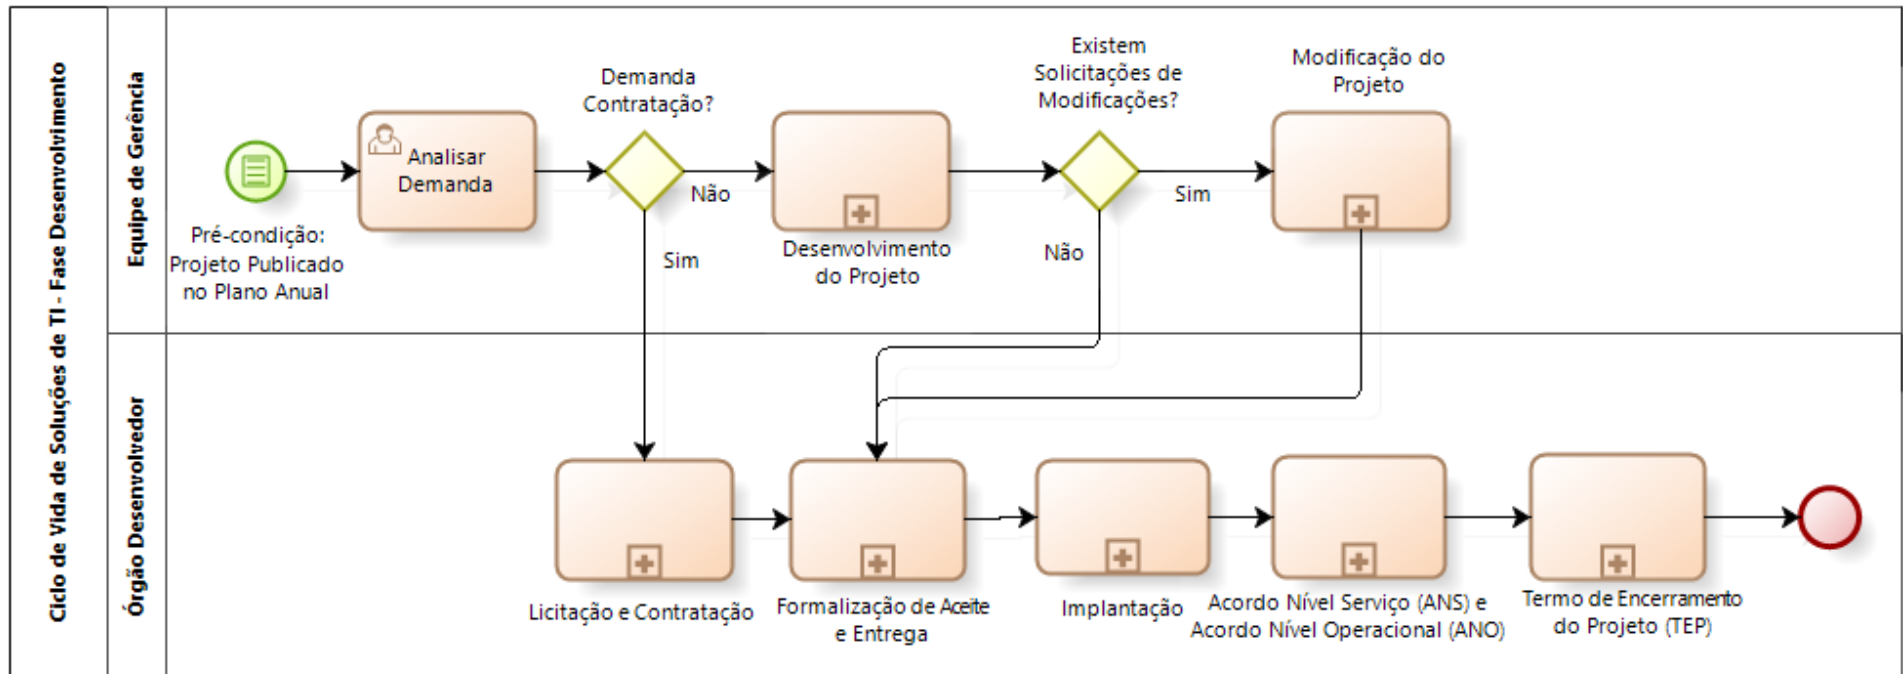 Ciclo de Vida de Soluções de TI - Fase Desenvolvimento
Equipe de Gerência
Pré-condição:
Projeto Publicado
no Plano Anual
Analisar
Demanda
Demanda
Contratação?
Não
Sim
Desenvolvimento
do Projeto
Existem
Solicitações de
Modificações?
Sim
Não
Modificação do
Projeto
Órgão Desenvolvedor
Licitação e Contratação
Formalização de Aceite
e Entrega
Implantação
Acordo Nível Serviço (ANS) e
Acordo Nível Operacional (ANO)
Termo de Encerramento
do Projeto (TEP)